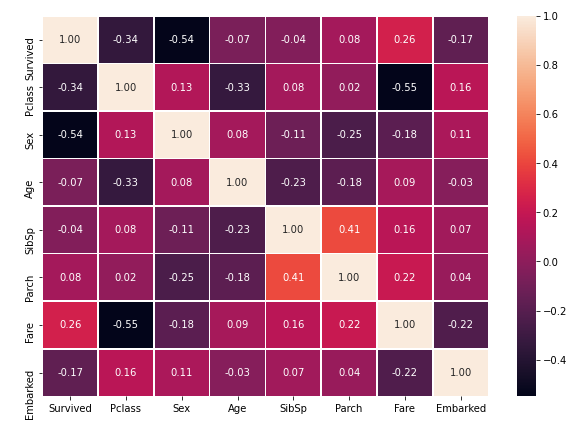 Survived 1.00 -0.34 -0.54 -0.07 -0.04 0.08 0.26 -0.17
Pclass -0.34 1.00 0.13 -0.33 0.08 0.02 -0.55 0.16
Sex -0.54 0.13 1.00 0.08 -0.11 -0.25 -0.18 0.11
Age -0.07 -0.33 0.08 1.00 -0.23 -0.18 0.09 -0.03
SibSp -0.04 0.08 -0.11 -0.23 1.00 0.41 0.16 0.07
Parch 0.08 0.02 -0.25 -0.18 0.41 1.00 0.22 0.04
Fare 0.26 -0.55 -0.18 0.09 0.16 0.22 1.00 -0.22
Embarked -0.17 0.16 0.11 -0.03 0.07 0.04 -0.22 1.00
Survived Pclass Sex Age SibSp Parch Fare Embarked
1.0
0.8
0.6
0.4
0.2
0.0
−0.2
−0.4